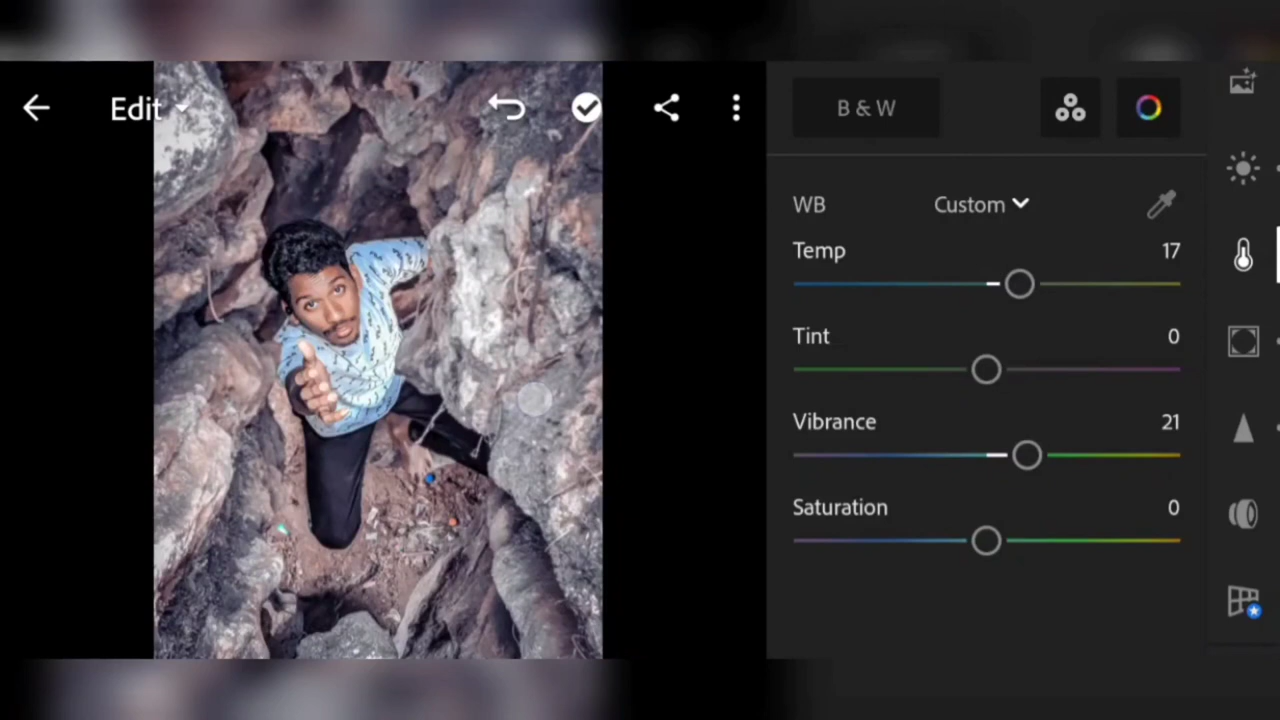 Edit
B & W
WB Custom
Temp 17
Tint 0
Vibrance 21
Saturation 0